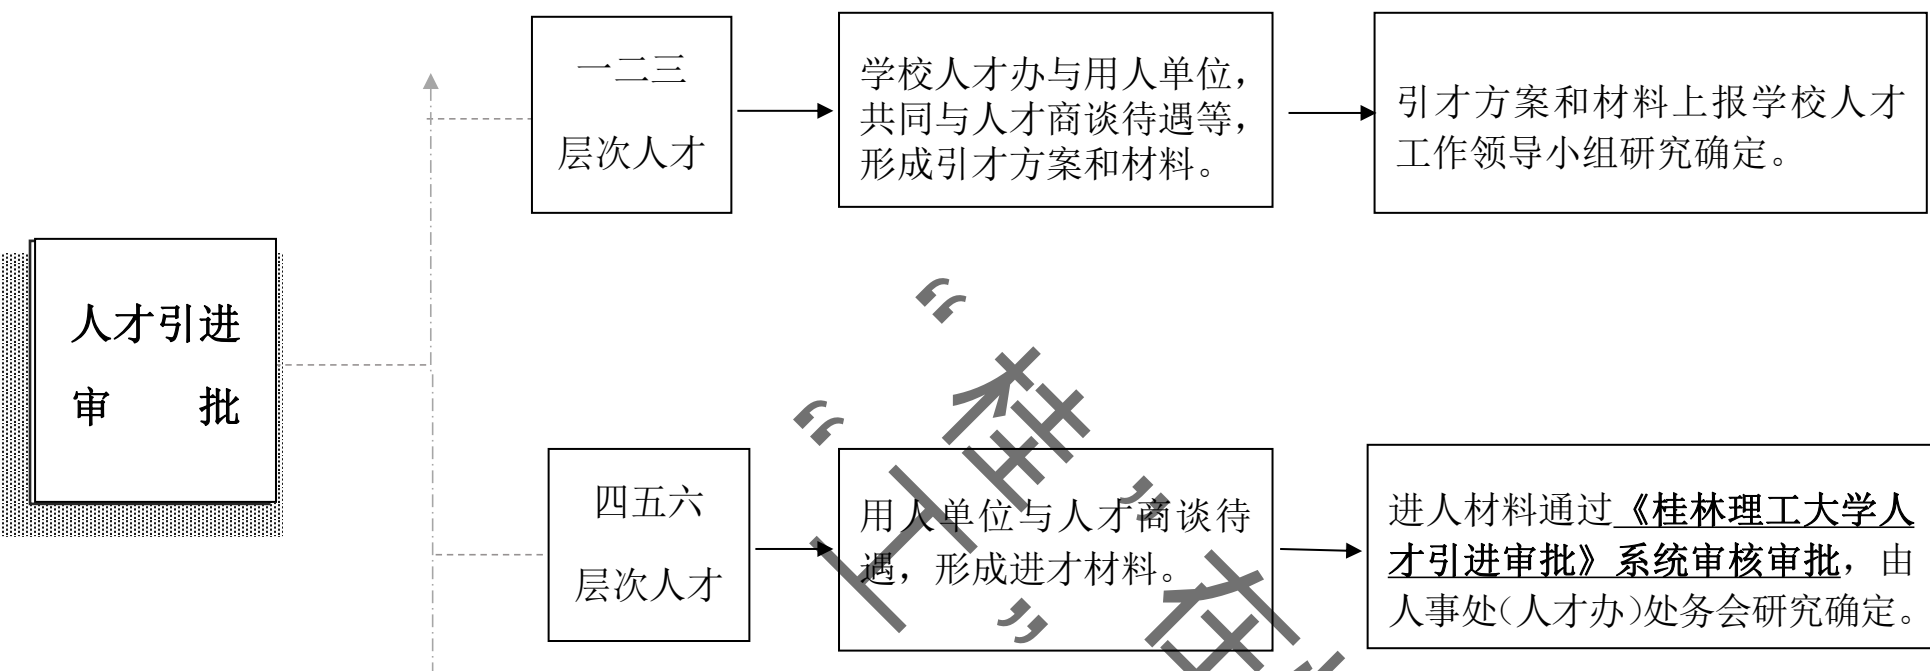 一二三
层次人才
学校人才办与用人单位，
共同与人才商谈待遇等，
形成引才方案和材料。
引才方案和材料上报学校人才
工作领导小组研究确定。
人才引进
审 批
四五六
层次人才
用人单位与人才商谈待
遇，形成进才材料。
进人材料通过《桂林理工大学人
才引进审批》系统审核审批，由
人事处（人才办）处务会研究确定。
“桂”在
“工”